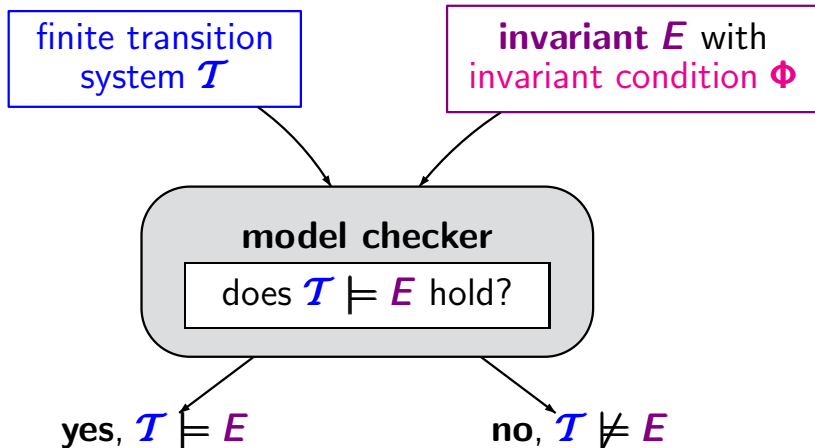 finite transition
system 𝒯
invariant E with
invariant condition Φ
model checker
does 𝒯 ⊨ E hold?
yes, 𝒯 ⊨ E
no, 𝒯 ⊭ E